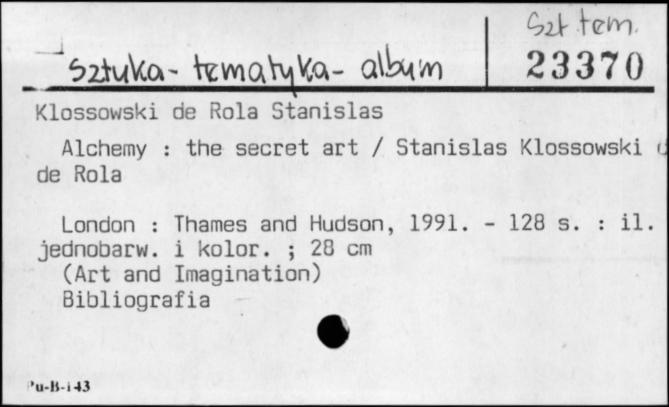 Szt. tem.
Sztuka - tematyka - album
23370
Klossowski de Rola Stanislas
Alchemy : the secret art / Stanislas Klossowski
de Rola
London : Thames and Hudson, 1991. - 128 s. : il.
jednobarw. i kolor. ; 28 cm
(Art and Imagination)
Bibliografia
Pu-B-143